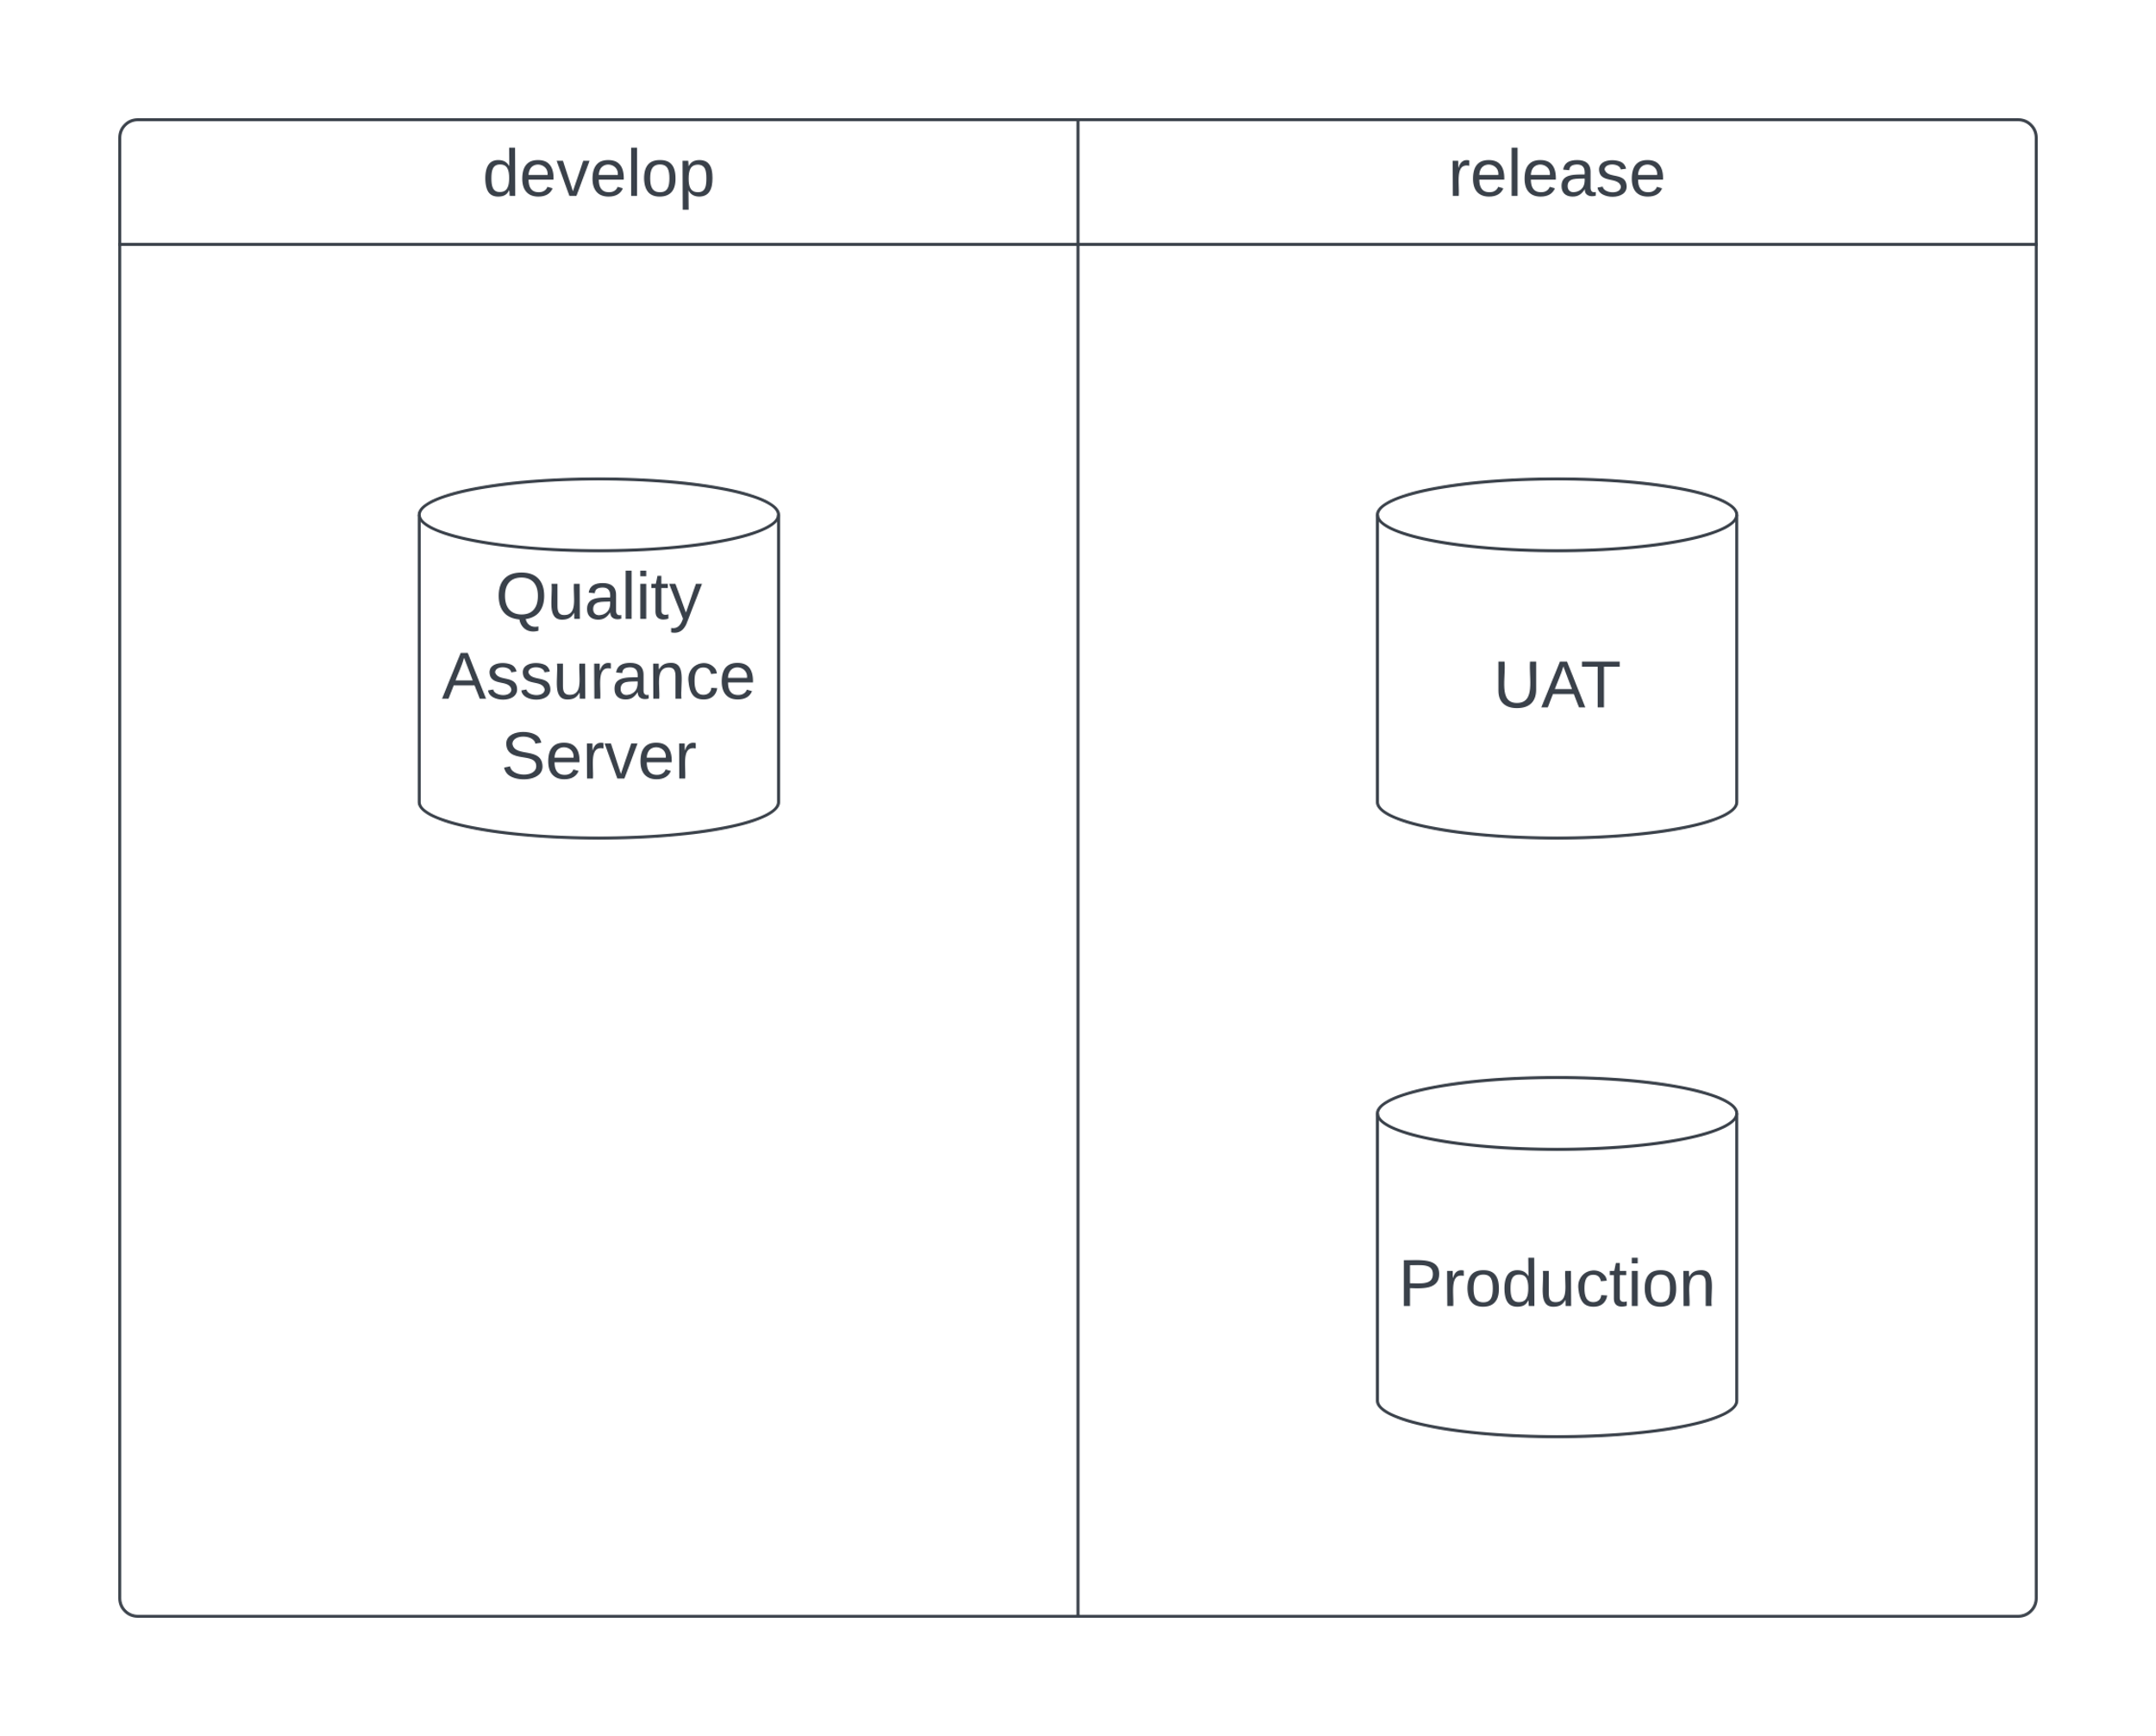 develop
release
Quality
Assurance
Server
UAT
Production